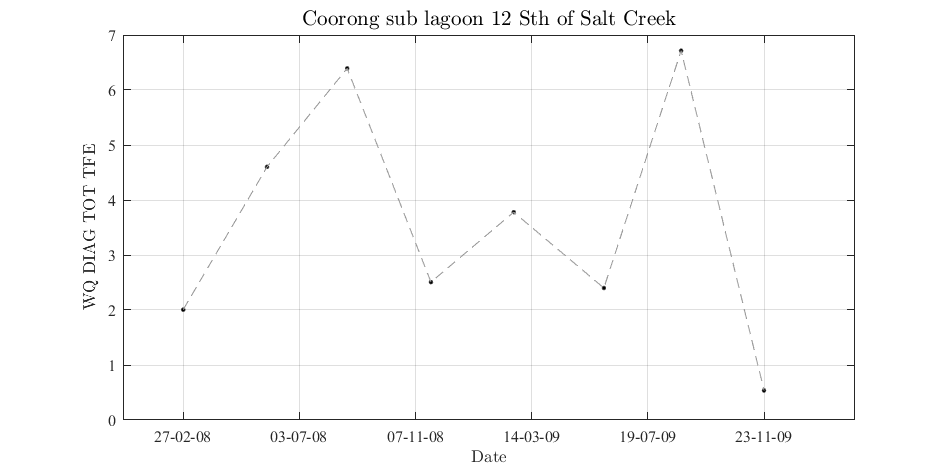 Coorong sub lagoon 12 Sth of Salt Creek
7
6
5
4
3
2
1
0
WQ DIAG TOT TFE
27-02-08 03-07-08 07-11-08 14-03-09 19-07-09 23-11-09
Date